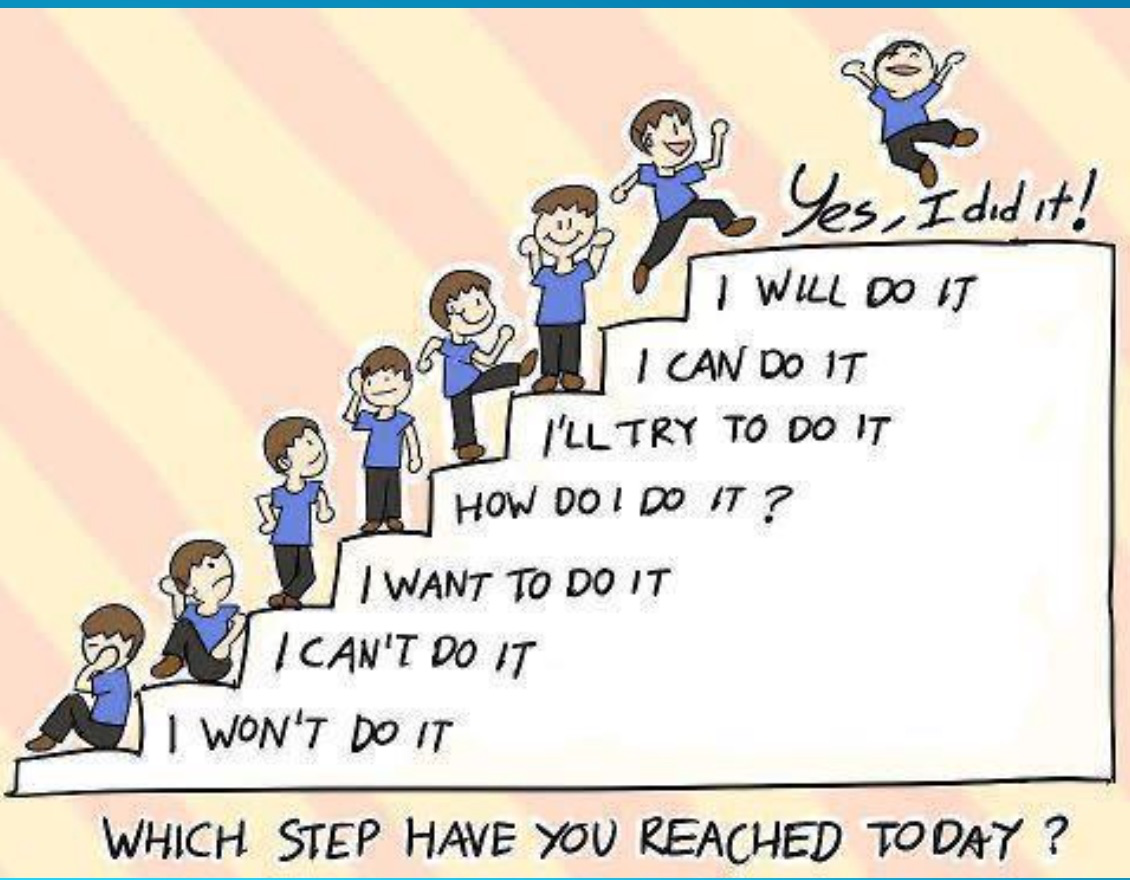 Yes, I did it!
I WILL DO IT
I CAN DO IT
I'LL TRY TO DO IT
HOW DO I DO IT ?
I WANT TO DO IT
I CAN'T DO IT
I WON'T DO IT
WHICH STEP HAVE YOU REACHED TODAY ?